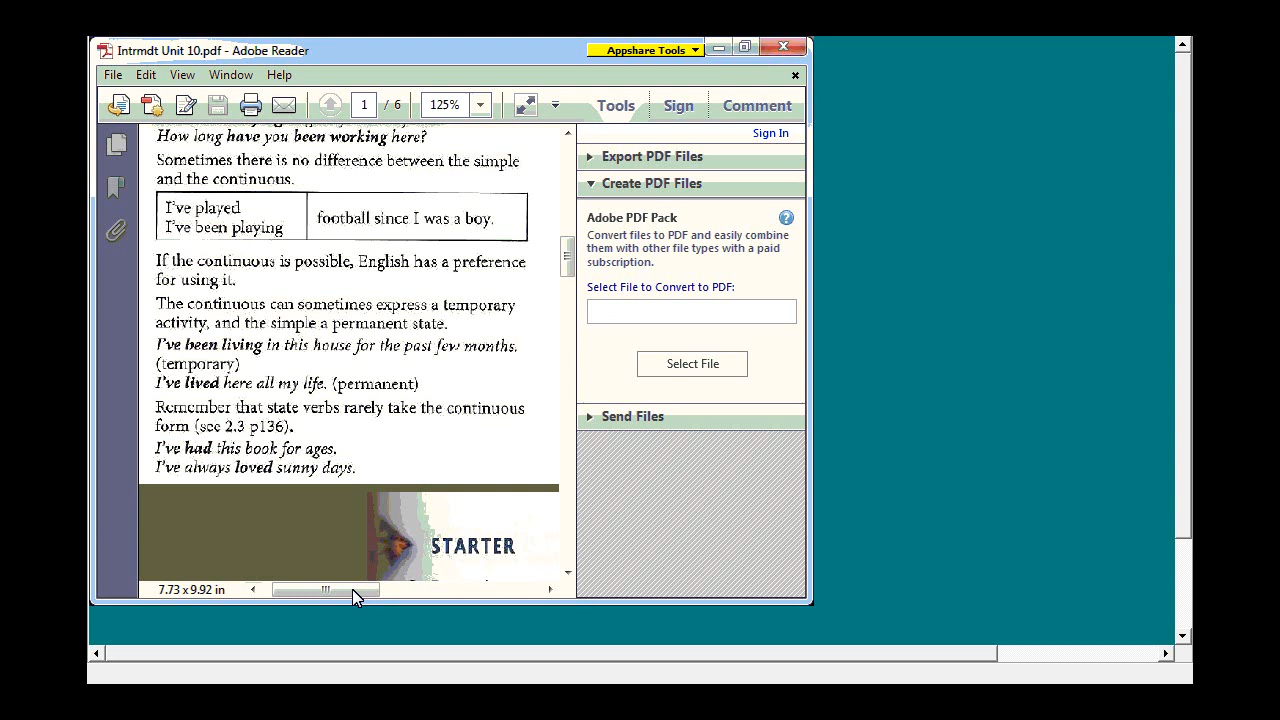 Intrmdt Unit 10.pdf - Adobe Reader
Appshare Tools
File Edit View Window Help
1 / 6 125% Tools Sign Comment
Sign In
How long have you been working here?
Sometimes there is no difference between the simple
and the continuous.
I've played
I've been playing
football since I was a boy.
If the continuous is possible, English has a preference
for using it.
The continuous can sometimes express a temporary
activity, and the simple a permanent state.
I've been living in this house for the past few months.
(temporary)
I've lived here all my life. (permanent)
Remember that state verbs rarely take the continuous
form (see 2.3 p136).
I've had this book for ages.
I've always loved sunny days.
STARTER
7.73 x 9.92 in
Export PDF Files
Create PDF Files
Adobe PDF Pack
Convert files to PDF and easily combine
them with other file types with a paid
subscription.
Select File to Convert to PDF:
Select File
Send Files